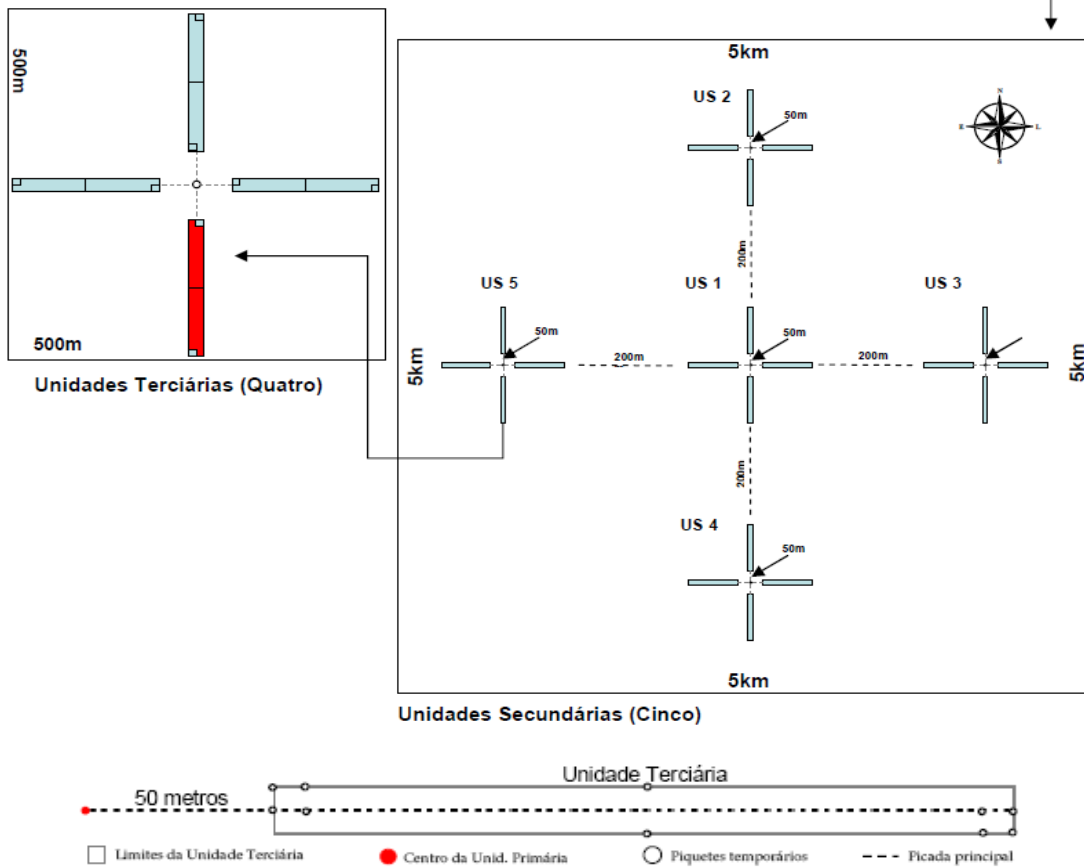 500m
500m
Unidades Terciárias (Quatro)
5km
US 2
50m
N
E
L
S
200m
US 5
US 1
US 3
50m
50m
200m
200m
5km
5km
200m
US 4
50m
5km
Unidades Secundárias (Cinco)
Unidade Terciária
50 metros
Limites da Unidade Terciária
Centro da Unid. Primária
Piquetes temporários
Picada principal